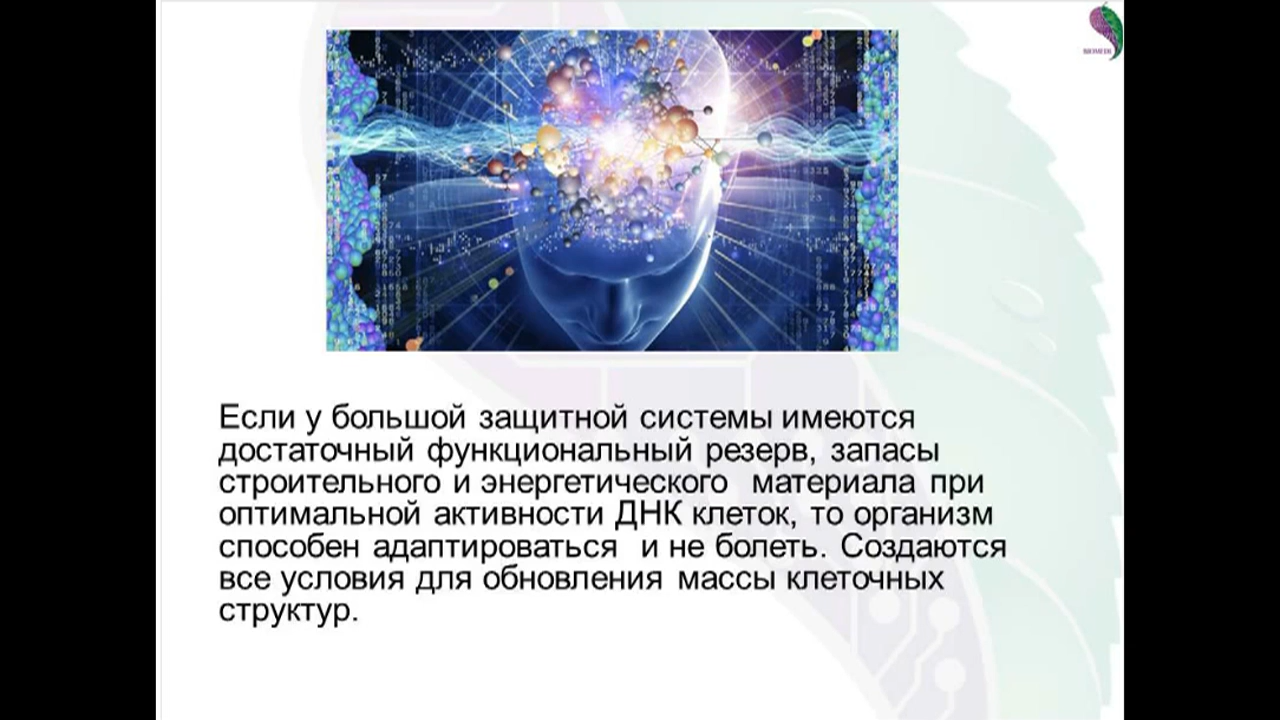 Если у большой защитной системы имеются
достаточный функциональный резерв, запасы
строительного и энергетического материала при
оптимальной активности ДНК клеток, то организм
способен адаптироваться и не болеть. Создаются
все условия для обновления массы клеточных
структур.